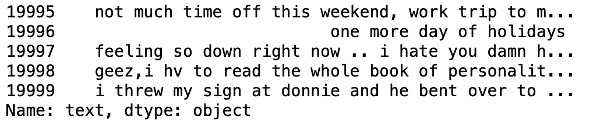 19995 not much time off this weekend, work trip to m...
19996 one more day of holidays
19997 feeling so down right now .. i hate you damn h...
19998 geez,i hv to read the whole book of personalit...
19999 i threw my sign at donnie and he bent over to ...
Name: text, dtype: object